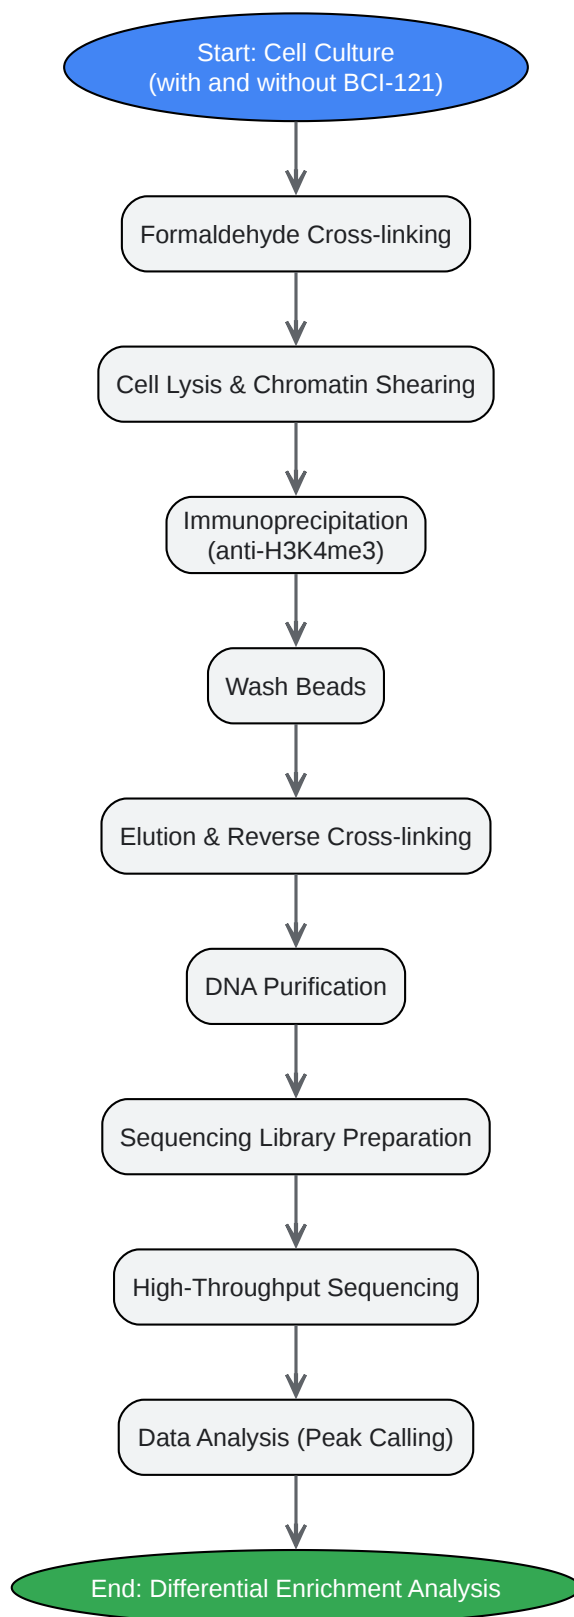 Start: Cell Culture
(with and without BCI-121)
Formaldehyde Cross-linking
Cell Lysis & Chromatin Shearing
Immunoprecipitation
(anti-H3K4me3)
Wash Beads
Elution & Reverse Cross-linking
DNA Purification
Sequencing Library Preparation
High-Throughput Sequencing
Data Analysis (Peak Calling)
End: Differential Enrichment Analysis